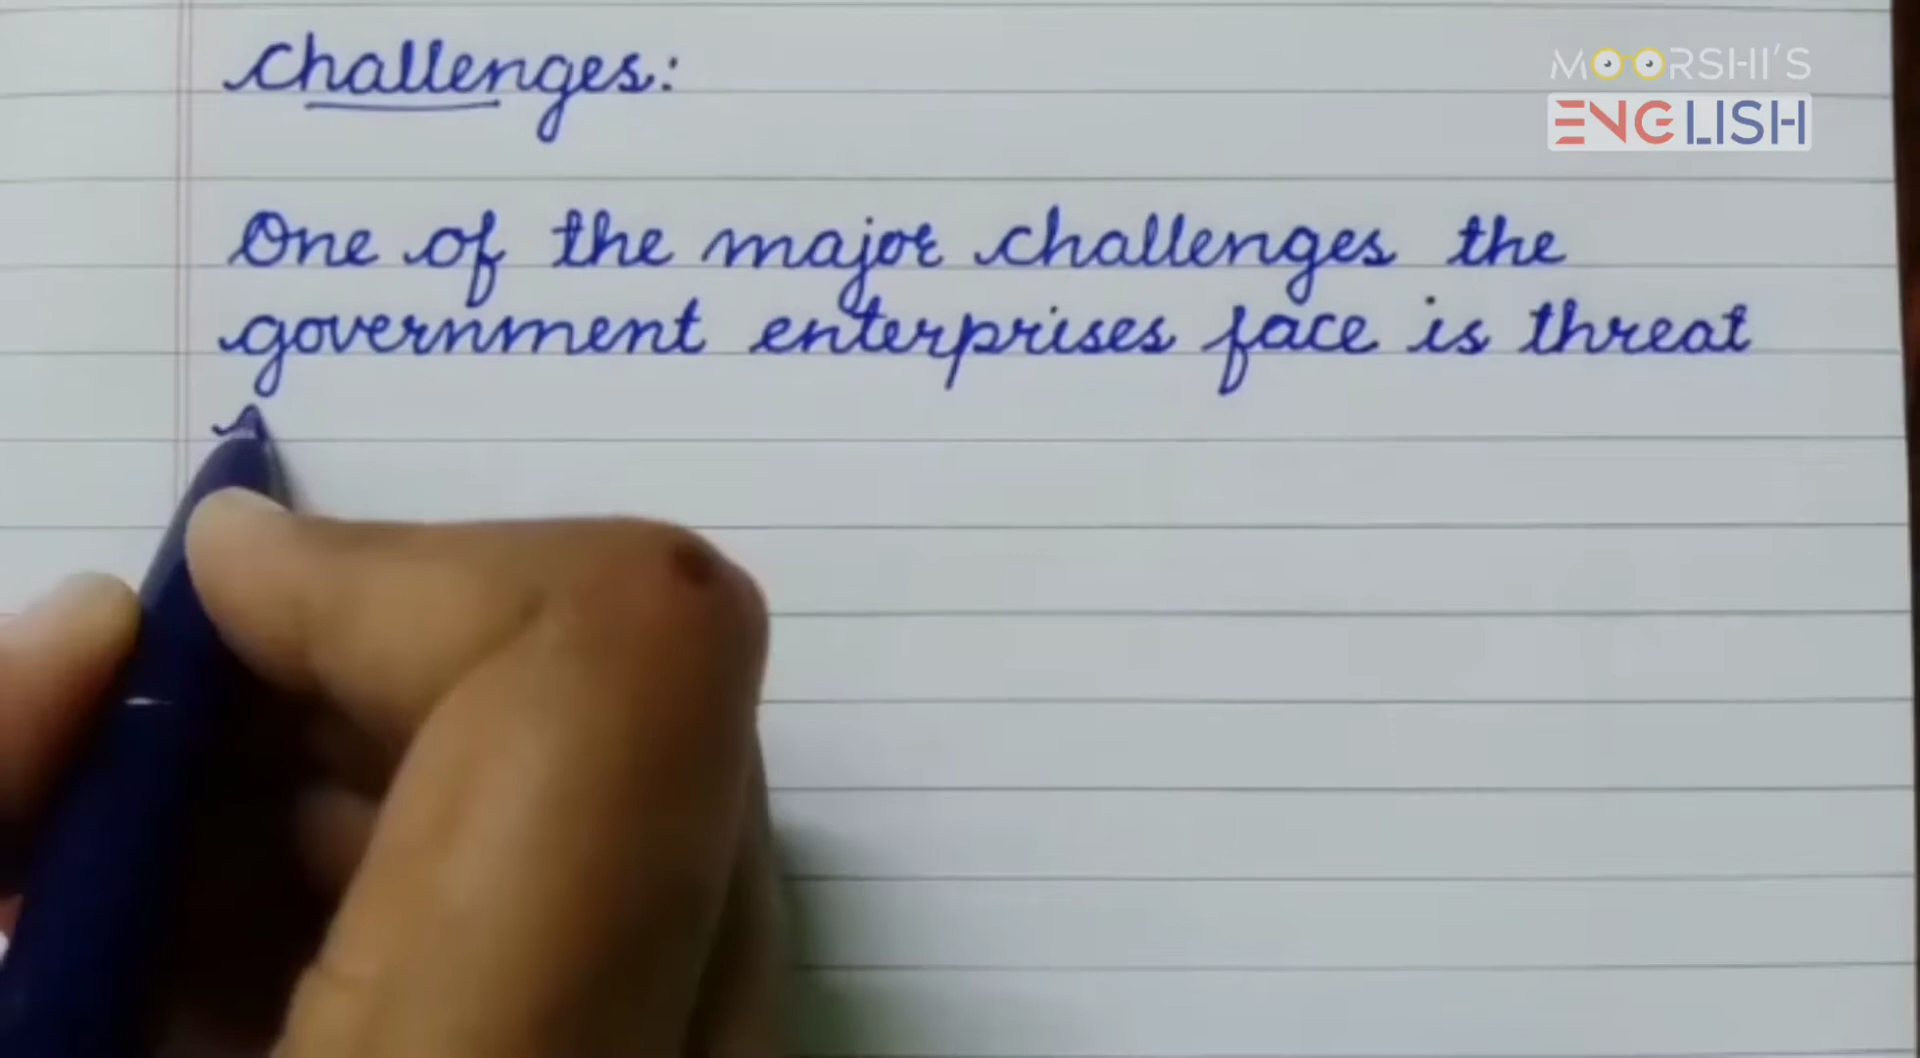 challenges:
MOORSHI'S
ENGLISH
One of the major challenges the
government enterprises face is threat